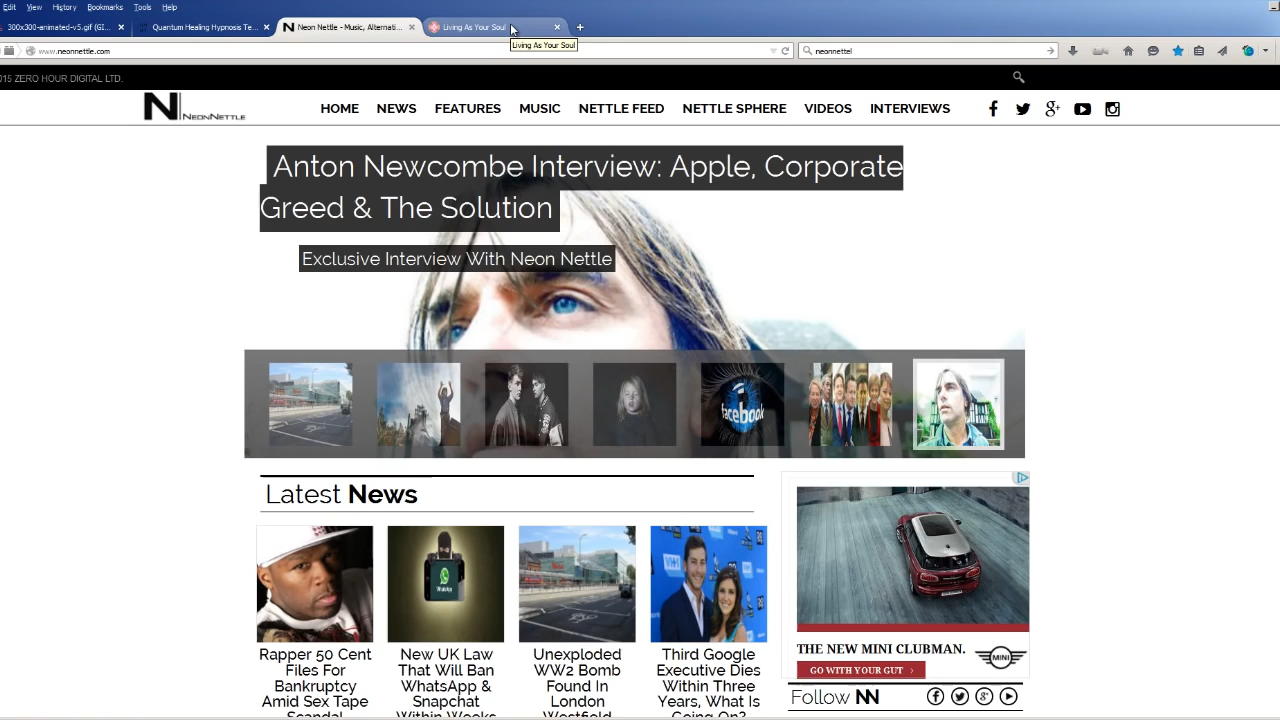 Edit View History Bookmarks Tools Help
300x300-animated-v5.gif (GI...
Quantum Healing Hypnosis Te...
Neon Nettle - Music, Alternati...
Living As Your Soul
Living As Your Soul
www.neonnettle.com
neonnettel
015 ZERO HOUR DIGITAL LTD.
N NEONNETTLE
HOME NEWS FEATURES MUSIC NETTLE FEED NETTLE SPHERE VIDEOS INTERVIEWS
Anton Newcombe Interview: Apple, Corporate
Greed & The Solution
Exclusive Interview With Neon Nettle
facebook
Latest News
WhatsApp
Rapper 50 Cent
Files For
Bankruptcy
Amid Sex Tape
Scandal
New UK Law
That Will Ban
WhatsApp &
Snapchat
Within Weeks
Unexploded
WW2 Bomb
Found In
London
Westfield
Third Google
Executive Dies
Within Three
Years, What Is
Going On?
THE NEW MINI CLUBMAN.
GO WITH YOUR GUT
MINI
Follow NN